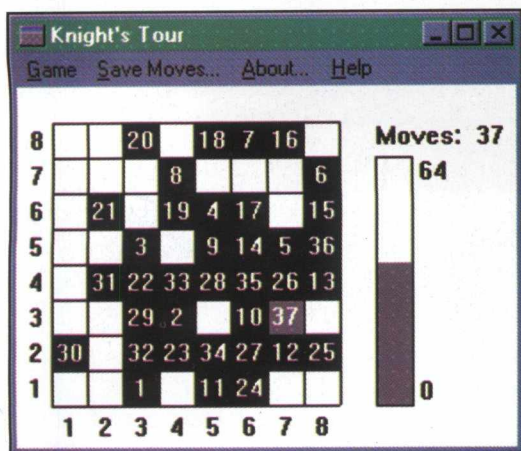 Knight's Tour
Game Save Moves... About... Help
Moves: 37
8 20 18 7 16 64
7 8 6
6 21 19 4 17 15
5 3 9 14 5 36
4 31 22 33 28 35 26 13
3 29 2 10 37
2 30 32 23 34 27 12 25
1 1 11 24 0
1 2 3 4 5 6 7 8